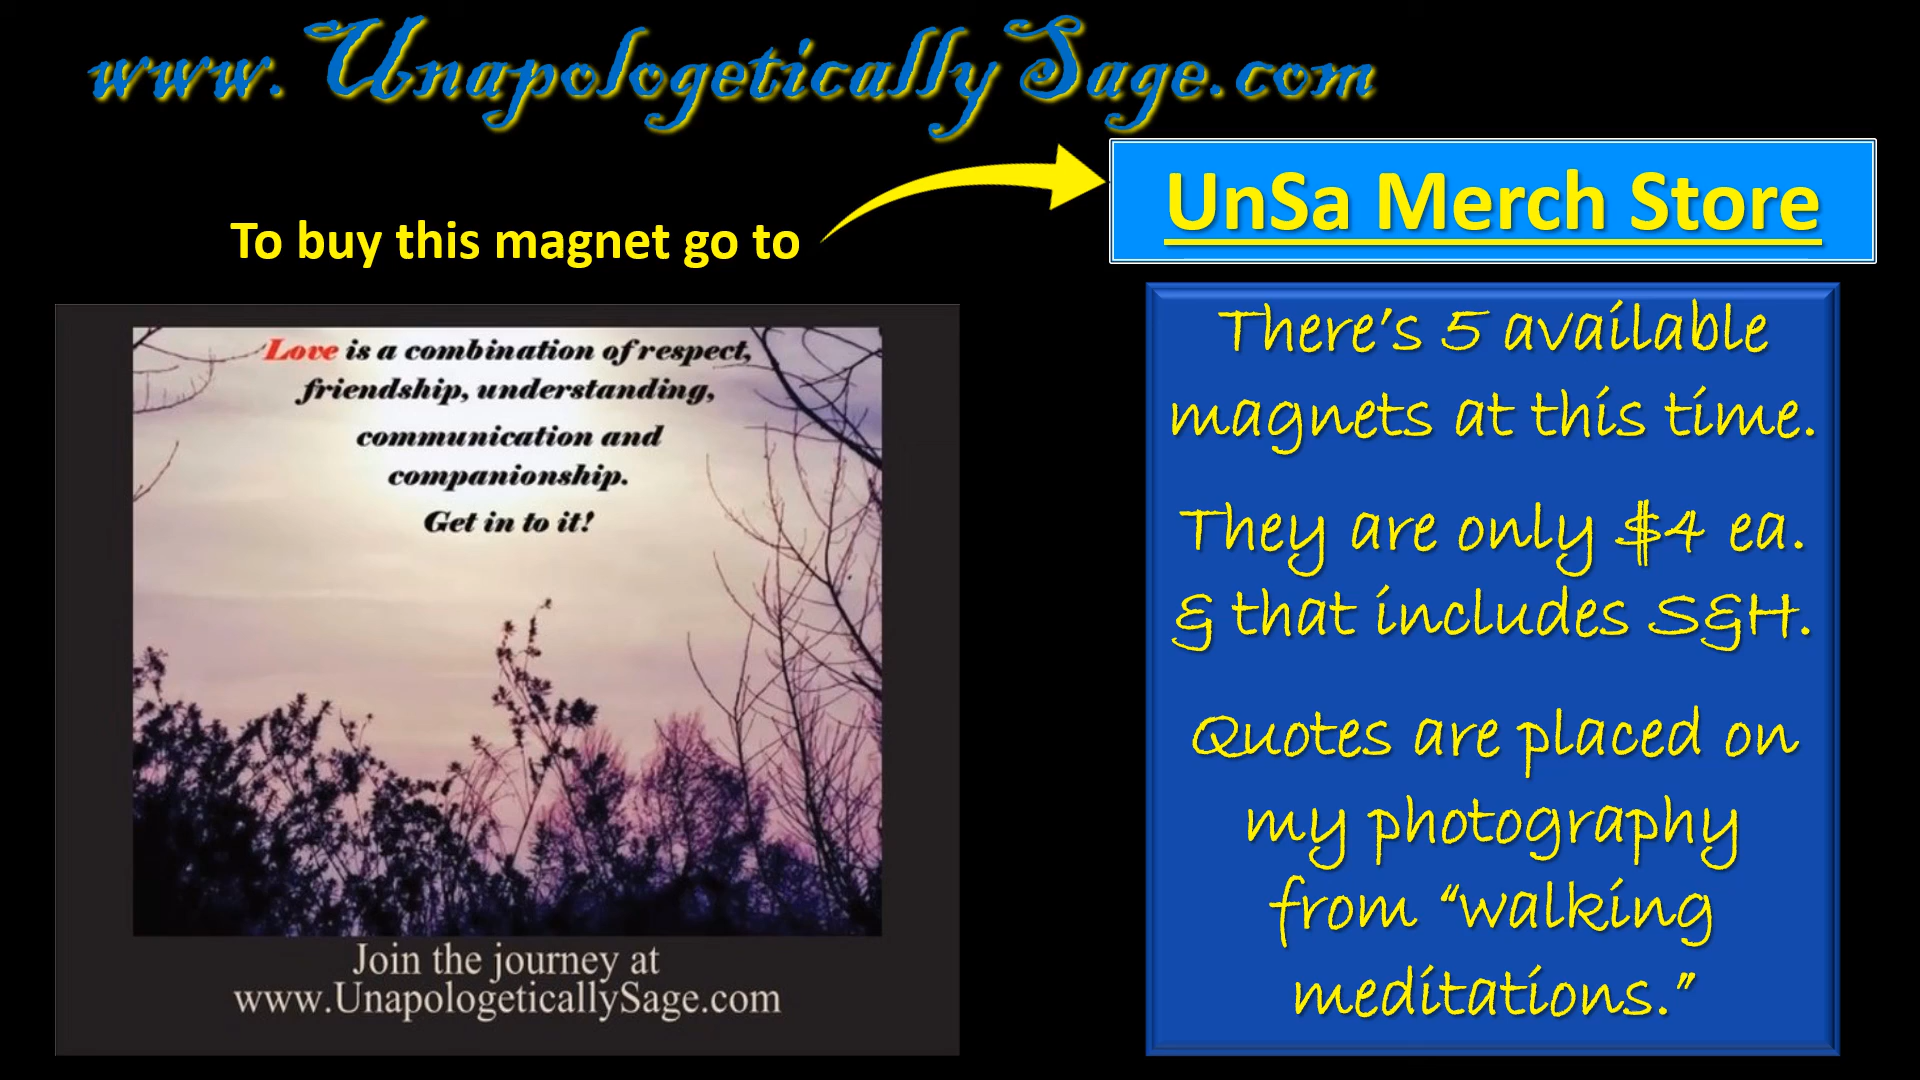 www.UnapologeticallySage.com
To buy this magnet go to
UnSa Merch Store
Love is a combination of respect,
friendship, understanding,
communication and
companionship.
Get in to it!
Join the journey at
www.UnapologeticallySage.com
There's 5 available
magnets at this time.
They are only $4 ea.
& that includes S&H.
Quotes are placed on
my photography
from “walking
meditations.”